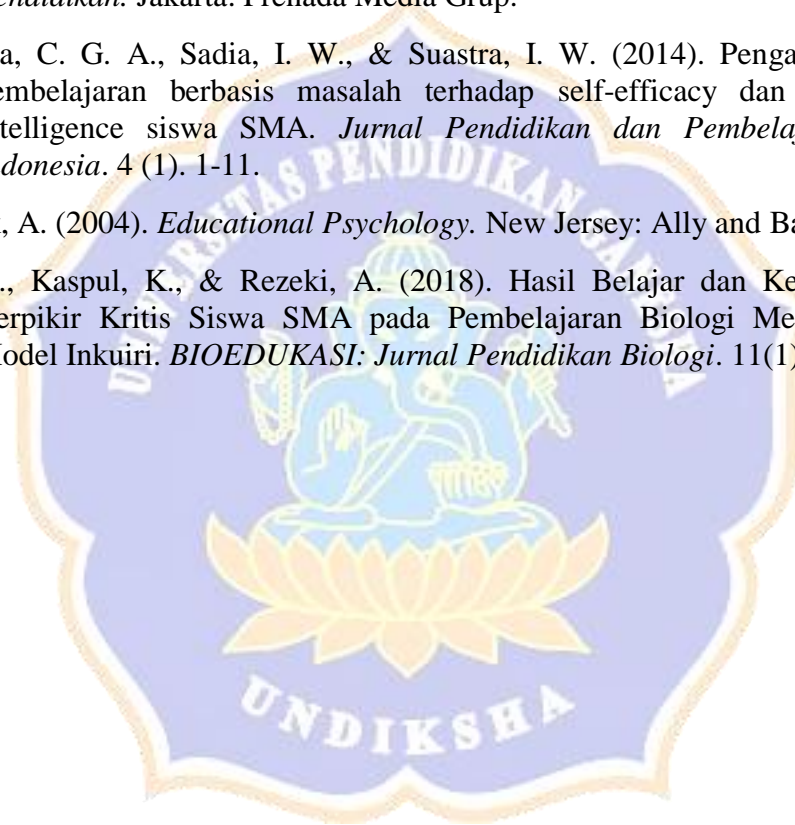 endidikan. Jakarta: Prenada Media Grup.
a, C. G. A., Sadia, I. W., & Suastra, I. W. (2014). Penga
embelajaran berbasis masalah terhadap self-efficacy dan
telligence siswa SMA. Jurnal Pendidikan dan Pembelaj
ndonesia. 4 (1). 1-11.
, A. (2004). Educational Psychology. New Jersey: Ally and Ba
., Kaspul, K., & Rezeki, A. (2018). Hasil Belajar dan Ke
erpikir Kritis Siswa SMA pada Pembelajaran Biologi Me
odel Inkuiri. BIOEDUKASI: Jurnal Pendidikan Biologi. 11(1)
UNIVERSITAS PENDIDIKAN GANESHA
UNDIKSHA